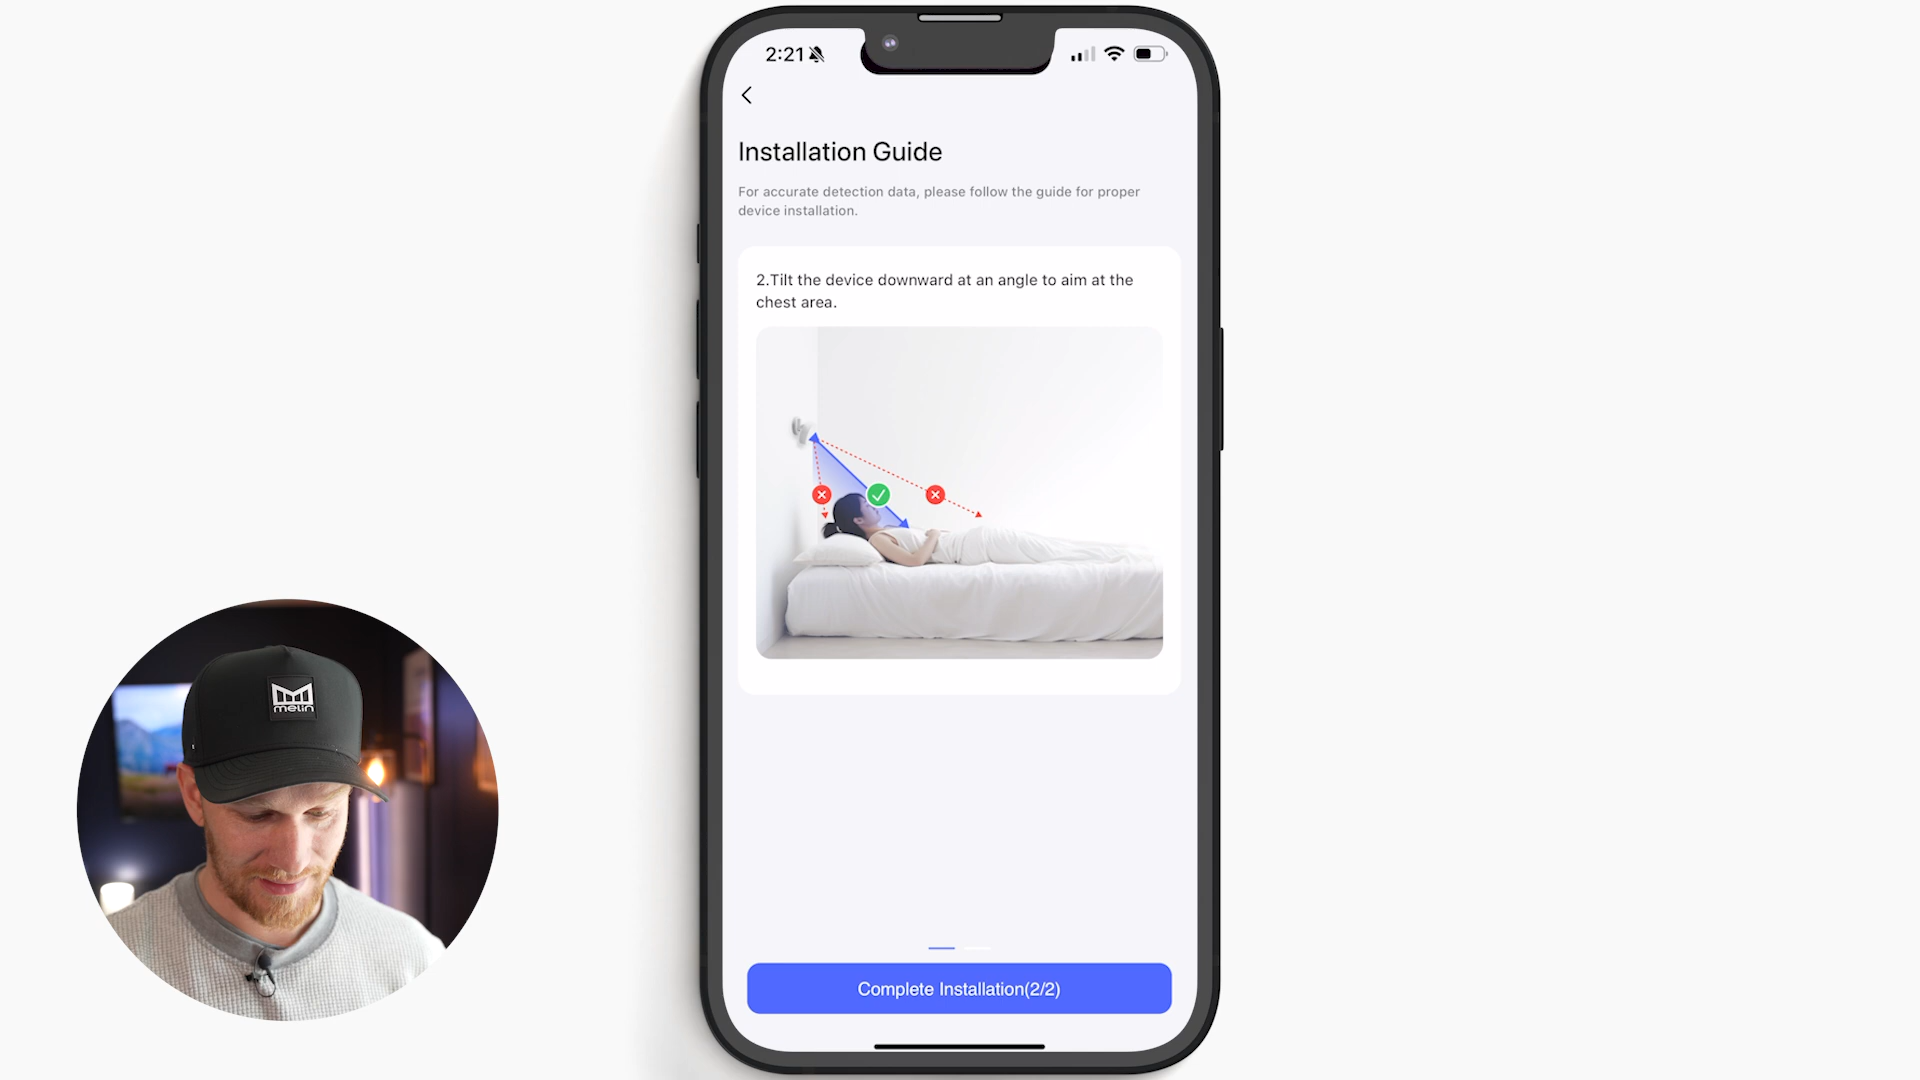 2:21
Installation Guide
For accurate detection data, please follow the guide for proper
device installation.
2.Tilt the device downward at an angle to aim at the
chest area.
melin
Complete Installation(2/2)